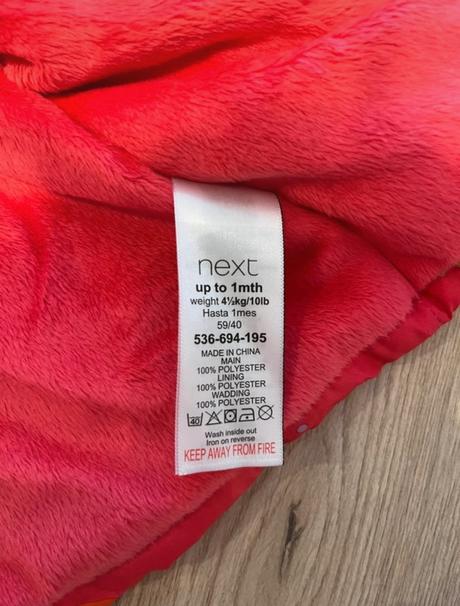 next
up to 1mth
weight 4½kg/10lb
Hasta 1mes
59/40
536-694-195
MADE IN CHINA
MAIN
100% POLYESTER
LINING
100% POLYESTER
WADDING
100% POLYESTER
40
Wash inside out
Iron on reverse
KEEP AWAY FROM FIRE